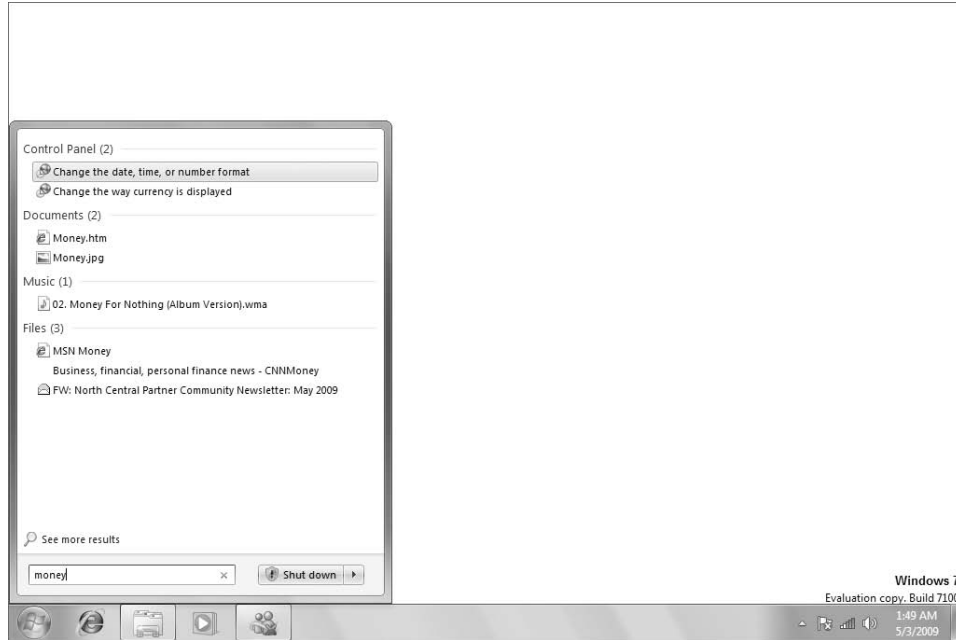 Control Panel (2)
Change the date, time, or number format
Change the way currency is displayed
Documents (2)
Money.htm
Money.jpg
Music (1)
02. Money For Nothing (Album Version).wma
Files (3)
MSN Money
Business, financial, personal finance news - CNNMoney
FW: North Central Partner Community Newsletter: May 2009
See more results
money
Shut down
Windows 7
Evaluation copy. Build 7100
1:49 AM
5/3/2009